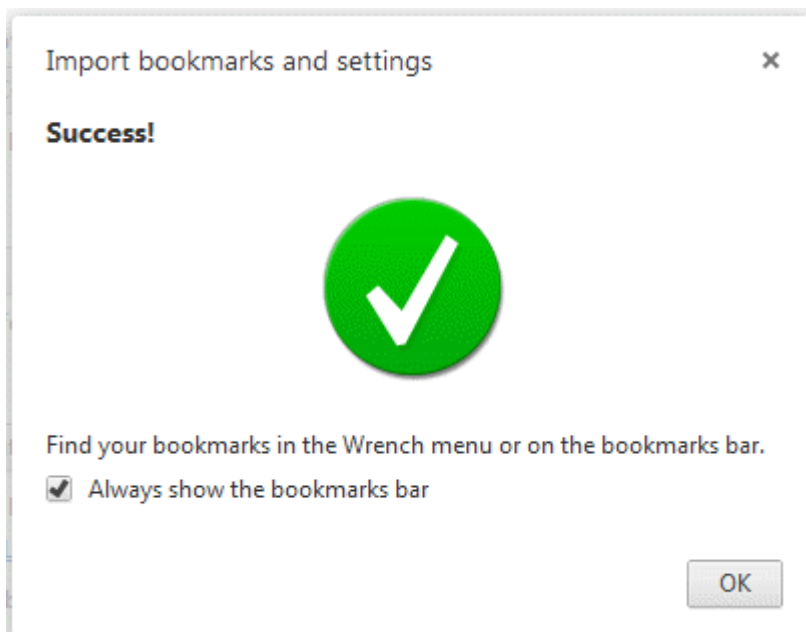 Import bookmarks and settings
Success!
Find your bookmarks in the Wrench menu or on the bookmarks bar.
Always show the bookmarks bar
OK